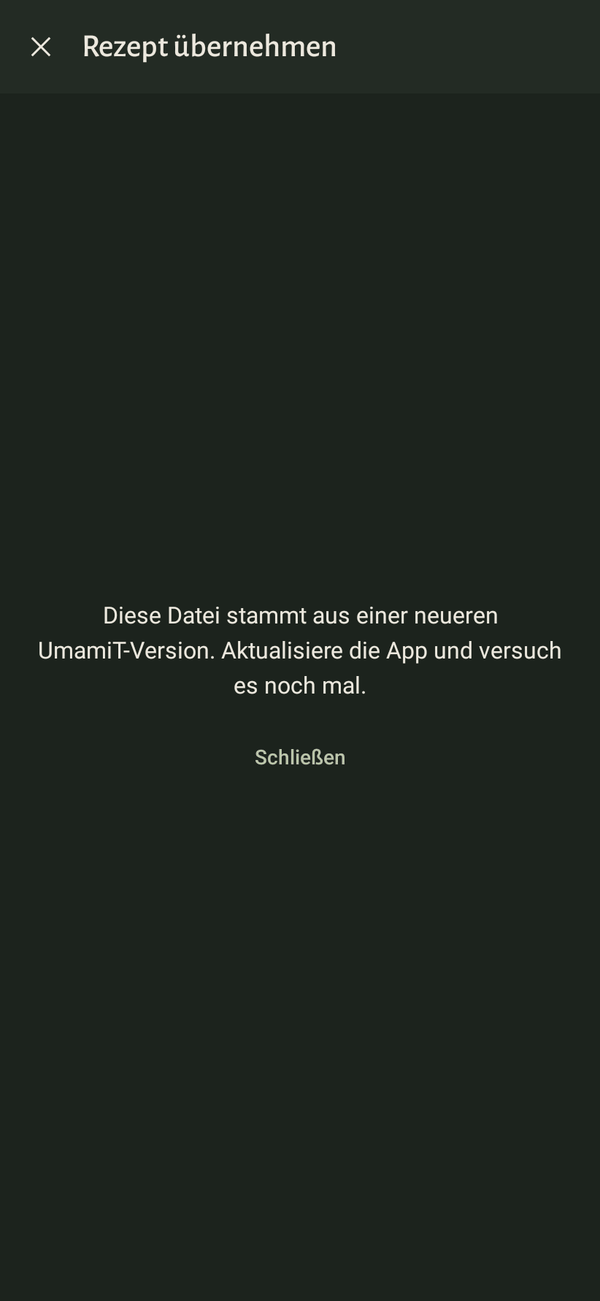 Rezept übernehmen
Diese Datei stammt aus einer neueren
UmamiT-Version. Aktualisiere die App und versuch
es noch mal.
Schließen